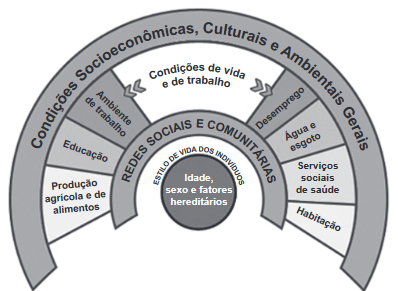 Condições Socioeconômicas, Culturais e Ambientais Gerais
Condições de vida
e de trabalho
Ambiente
de trabalho
Educação
Produção
agrícola e de
alimentos
Desemprego
Água e
esgoto
Serviços
sociais
de saúde
Habitação
REDES SOCIAIS E COMUNITÁRIAS
ESTILO DE VIDA DOS INDIVÍDUOS
Idade,
sexo e fatores
hereditários